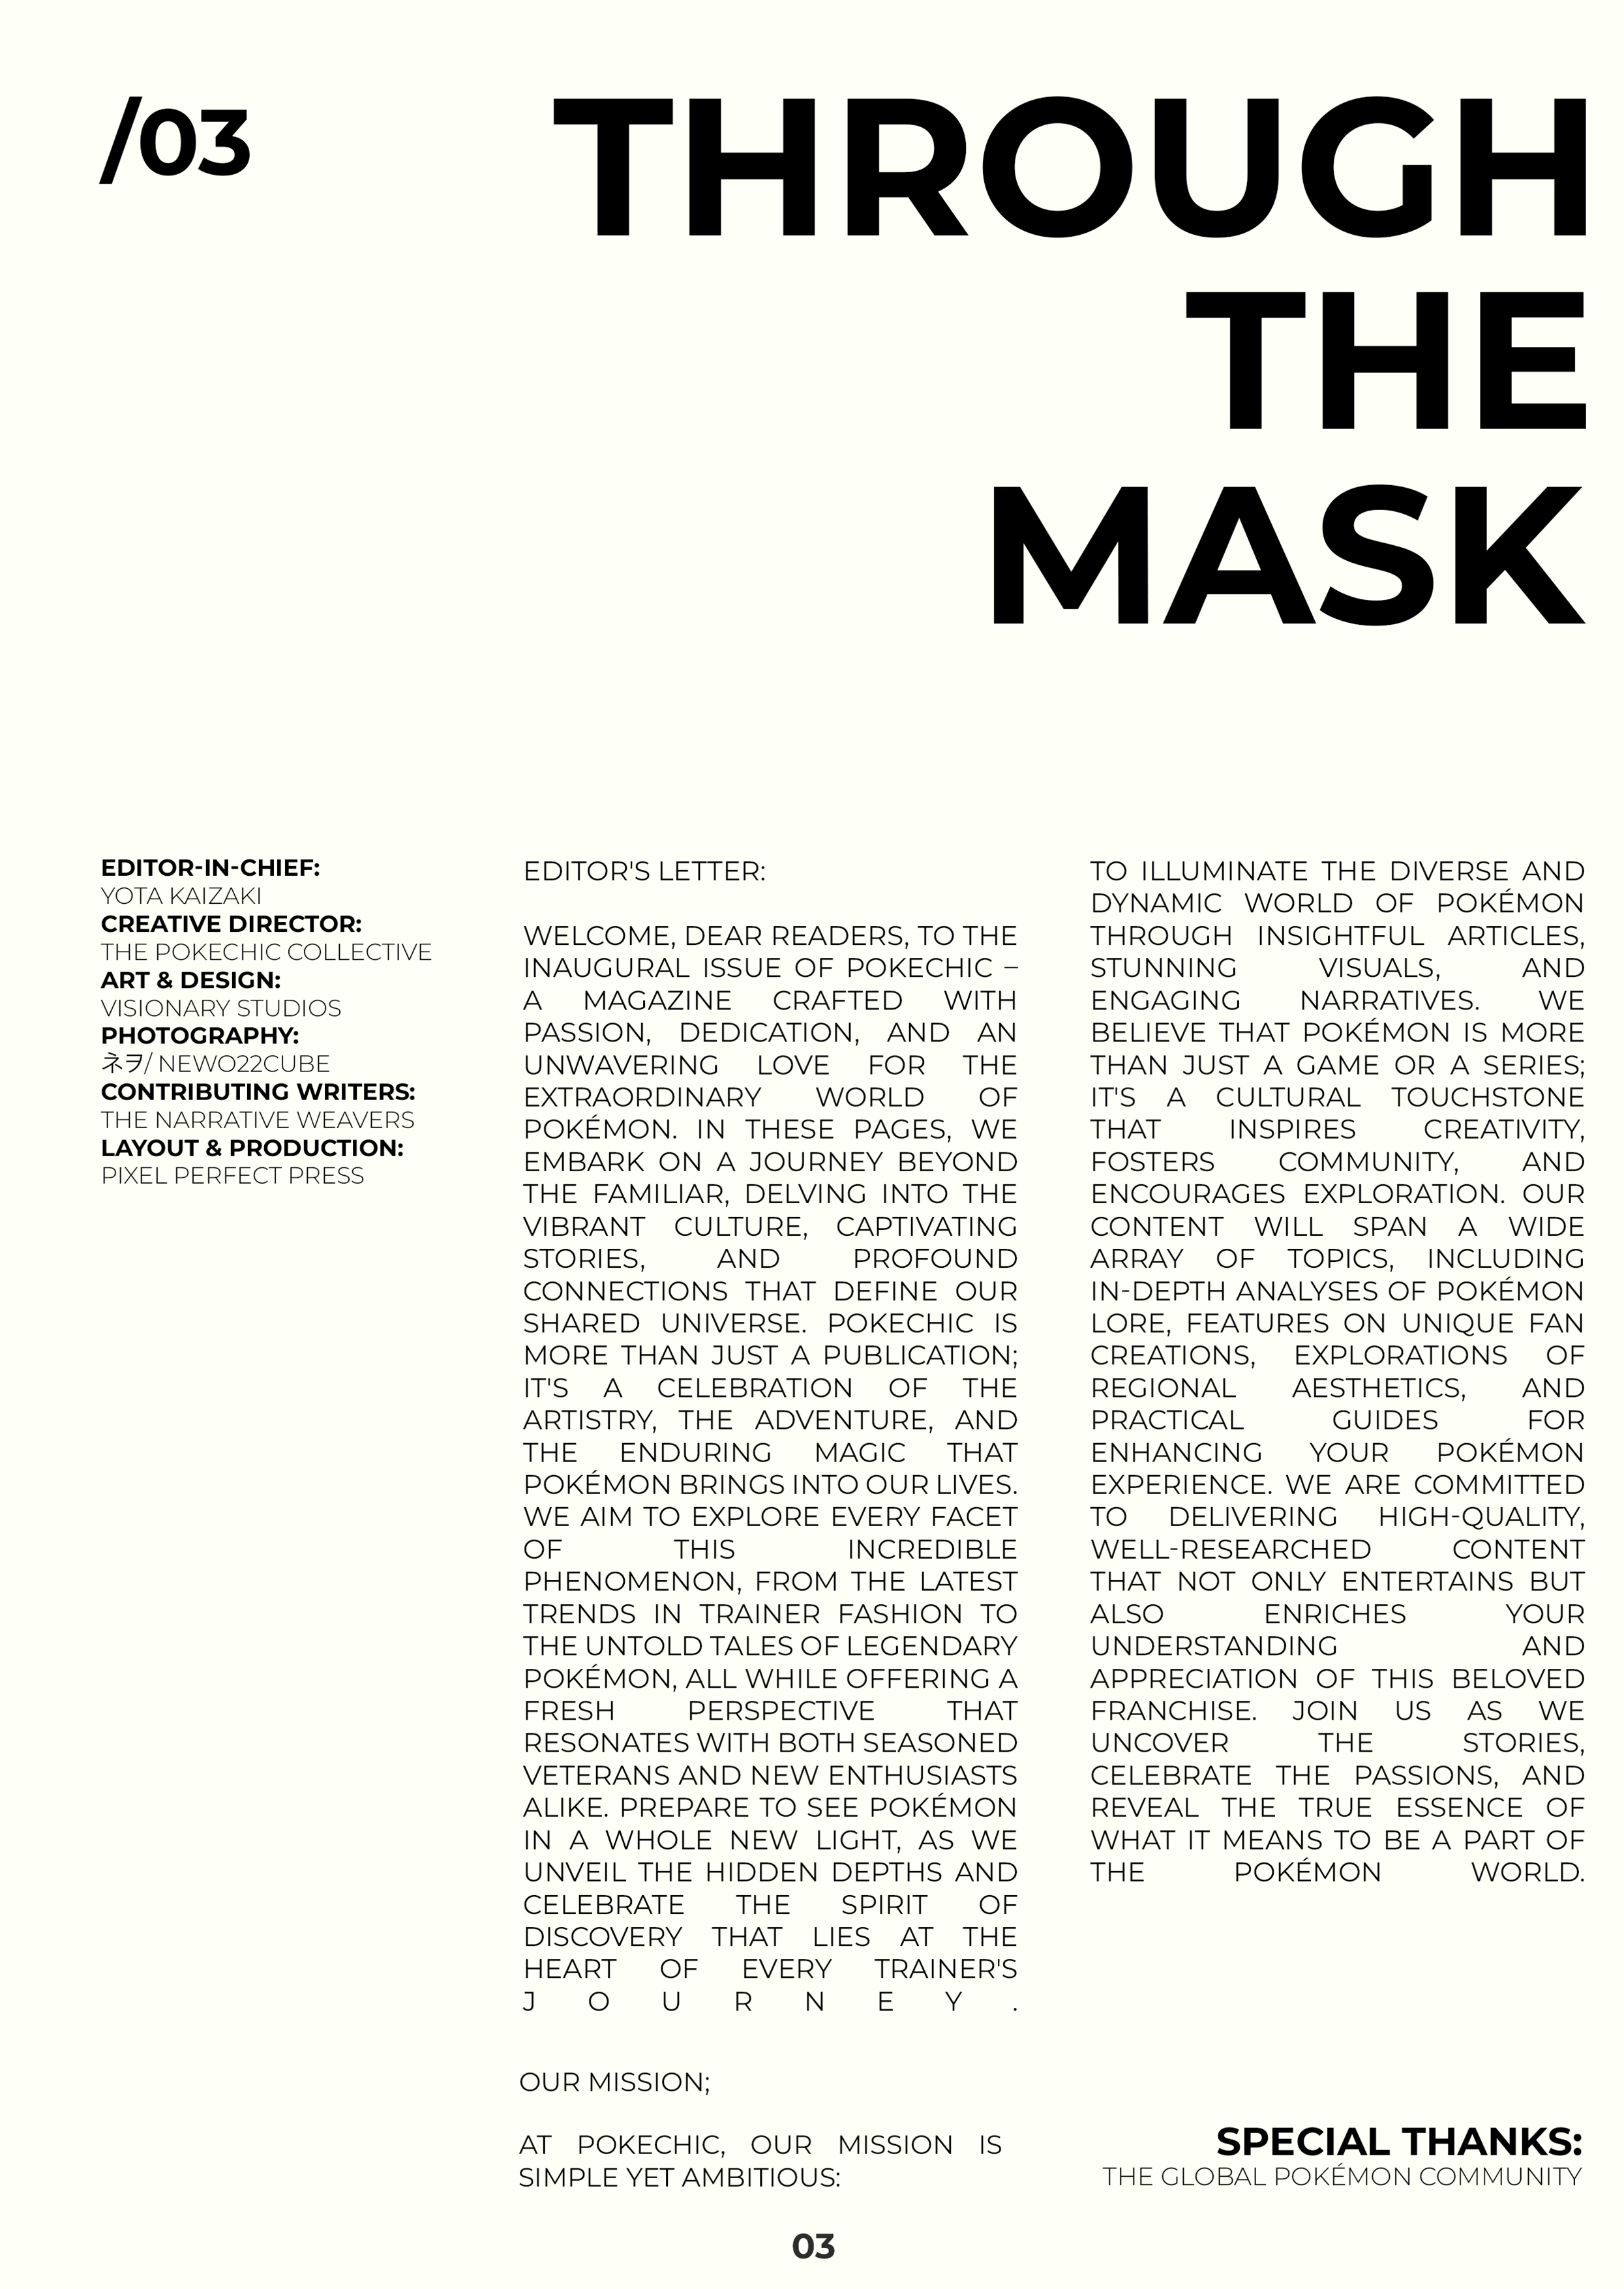 /03
THROUGH
THE
MASK
EDITOR-IN-CHIEF:
YOTA KAIZAKI
CREATIVE DIRECTOR:
THE POKECHIC COLLECTIVE
ART & DESIGN:
VISIONARY STUDIOS
PHOTOGRAPHY:
ネヲ/ NEWO22CUBE
CONTRIBUTING WRITERS:
THE NARRATIVE WEAVERS
LAYOUT & PRODUCTION:
PIXEL PERFECT PRESS
EDITOR'S LETTER:
WELCOME, DEAR READERS, TO THE
INAUGURAL ISSUE OF POKECHIC –
A MAGAZINE CRAFTED WITH
PASSION, DEDICATION, AND AN
UNWAVERING LOVE FOR THE
EXTRAORDINARY WORLD OF
POKÉMON. IN THESE PAGES, WE
EMBARK ON A JOURNEY BEYOND
THE FAMILIAR, DELVING INTO THE
VIBRANT CULTURE, CAPTIVATING
STORIES, AND PROFOUND
CONNECTIONS THAT DEFINE OUR
SHARED UNIVERSE. POKECHIC IS
MORE THAN JUST A PUBLICATION;
IT'S A CELEBRATION OF THE
ARTISTRY, THE ADVENTURE, AND
THE ENDURING MAGIC THAT
POKÉMON BRINGS INTO OUR LIVES.
WE AIM TO EXPLORE EVERY FACET
OF THIS INCREDIBLE
PHENOMENON, FROM THE LATEST
TRENDS IN TRAINER FASHION TO
THE UNTOLD TALES OF LEGENDARY
POKÉMON, ALL WHILE OFFERING A
FRESH PERSPECTIVE THAT
RESONATES WITH BOTH SEASONED
VETERANS AND NEW ENTHUSIASTS
ALIKE. PREPARE TO SEE POKÉMON
IN A WHOLE NEW LIGHT, AS WE
UNVEIL THE HIDDEN DEPTHS AND
CELEBRATE THE SPIRIT OF
DISCOVERY THAT LIES AT THE
HEART OF EVERY TRAINER'S
JOURNEY.
OUR MISSION;
AT POKECHIC, OUR MISSION IS
SIMPLE YET AMBITIOUS:
TO ILLUMINATE THE DIVERSE AND
DYNAMIC WORLD OF POKÉMON
THROUGH INSIGHTFUL ARTICLES,
STUNNING VISUALS, AND
ENGAGING NARRATIVES. WE
BELIEVE THAT POKÉMON IS MORE
THAN JUST A GAME OR A SERIES;
IT'S A CULTURAL TOUCHSTONE
THAT INSPIRES CREATIVITY,
FOSTERS COMMUNITY, AND
ENCOURAGES EXPLORATION. OUR
CONTENT WILL SPAN A WIDE
ARRAY OF TOPICS, INCLUDING
IN-DEPTH ANALYSES OF POKÉMON
LORE, FEATURES ON UNIQUE FAN
CREATIONS, EXPLORATIONS OF
REGIONAL AESTHETICS, AND
PRACTICAL GUIDES FOR
ENHANCING YOUR POKÉMON
EXPERIENCE. WE ARE COMMITTED
TO DELIVERING HIGH-QUALITY,
WELL-RESEARCHED CONTENT
THAT NOT ONLY ENTERTAINS BUT
ALSO ENRICHES YOUR
UNDERSTANDING AND
APPRECIATION OF THIS BELOVED
FRANCHISE. JOIN US AS WE
UNCOVER THE STORIES,
CELEBRATE THE PASSIONS, AND
REVEAL THE TRUE ESSENCE OF
WHAT IT MEANS TO BE A PART OF
THE POKÉMON WORLD.
SPECIAL THANKS:
THE GLOBAL POKÉMON COMMUNITY
03